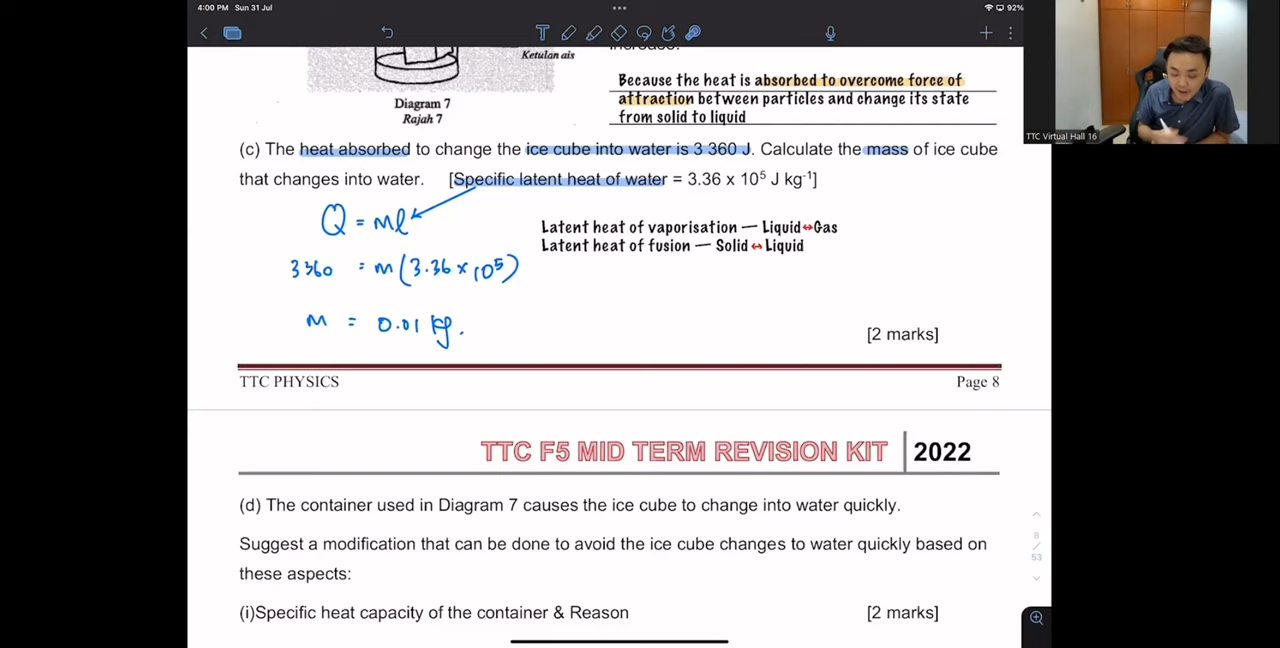 4:00 PM Sun 31 Jul
92%
Ketulan ais
Diagram 7
Rajah 7
Because the heat is absorbed to overcome force of
attraction between particles and change its state
from solid to liquid
TTC Virtual Hall 16
(c) The heat absorbed to change the ice cube into water is 3 360 J. Calculate the mass of ice cube
that changes into water. [Specific latent heat of water = 3.36 x 10⁵ J kg⁻¹]
Q = ml
Latent heat of vaporisation — Liquid↔Gas
Latent heat of fusion — Solid ↔ Liquid
3360 = m(3.36 × 10⁵)
m = 0.01 kg.
[2 marks]
TTC PHYSICS
Page 8
TTC F5 MID TERM REVISION KIT 2022
(d) The container used in Diagram 7 causes the ice cube to change into water quickly.
Suggest a modification that can be done to avoid the ice cube changes to water quickly based on
these aspects:
(i)Specific heat capacity of the container & Reason
[2 marks]
8
/
53